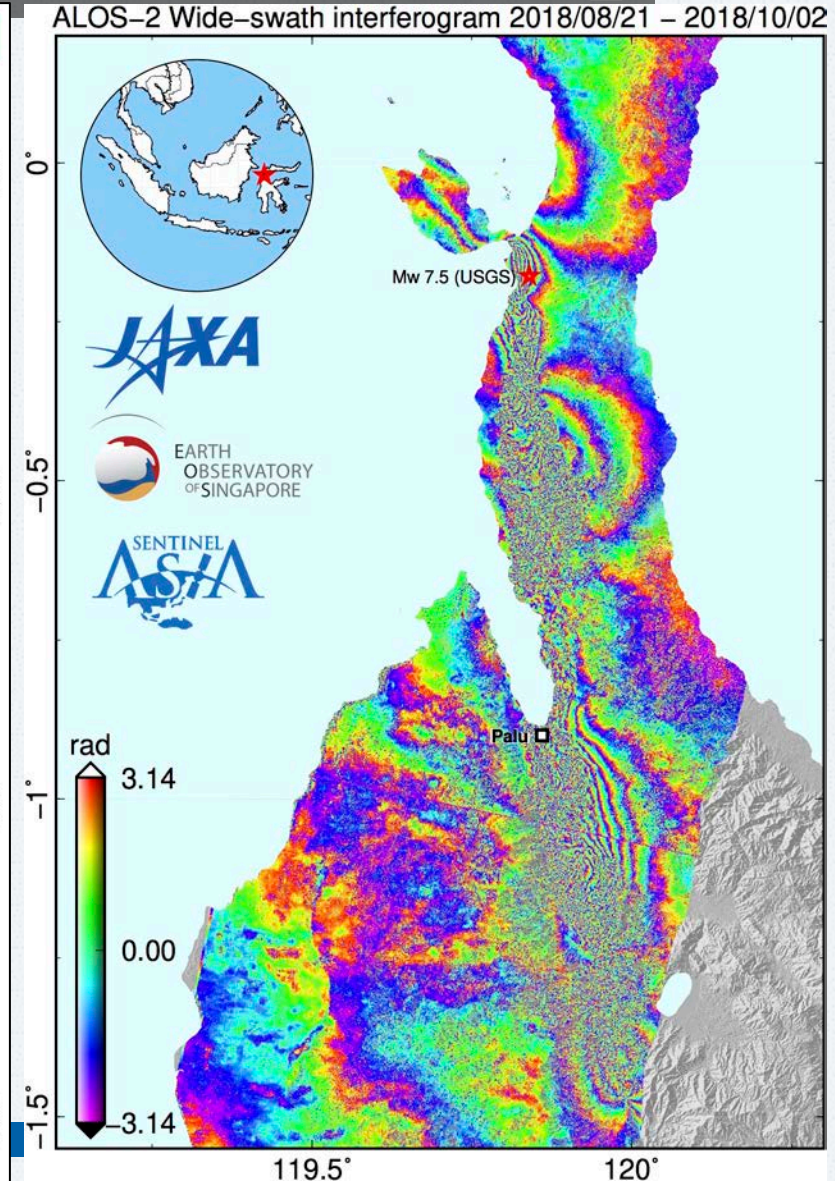 ALOS−2 Wide−swath interferogram 2018/08/21 − 2018/10/02
0˚
Mw 7.5 (USGS)
JAXA
−0.5˚
EARTH
OBSERVATORY
OF SINGAPORE
SENTINEL
ASIA
Palu
rad
3.14
−1˚
0.00
−3.14
−1.5˚
119.5˚
120˚